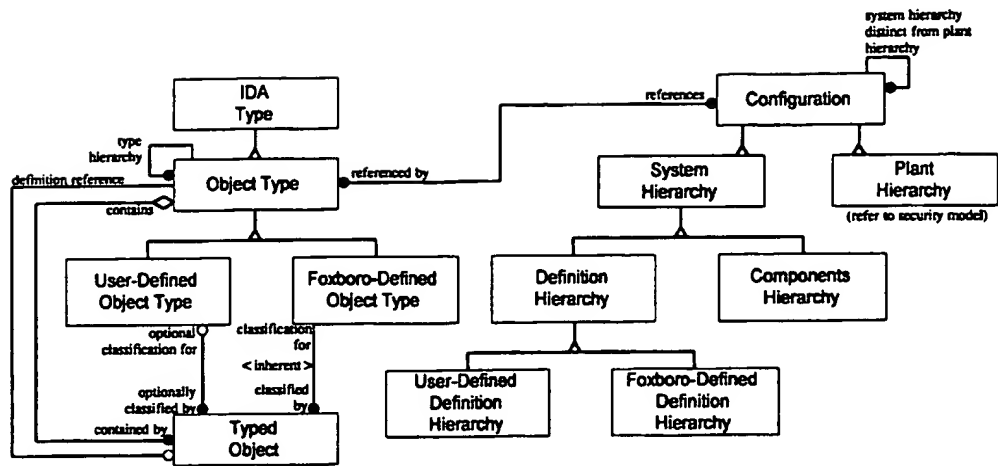 system hierarchy
distinct from plant
hierarchy
IDA
Type
references
Configuration
type
hierarchy
definition reference
Object Type
referenced by
contains
System
Hierarchy
Plant
Hierarchy
(refer to security model)
User-Defined
Object Type
Foxboro-Defined
Object Type
Definition
Hierarchy
Components
Hierarchy
optional
classification for
classification
for
< inherent >
optionally
classified by
classified
by
User-Defined
Definition
Hierarchy
Foxboro-Defined
Definition
Hierarchy
contained by
Typed
Object